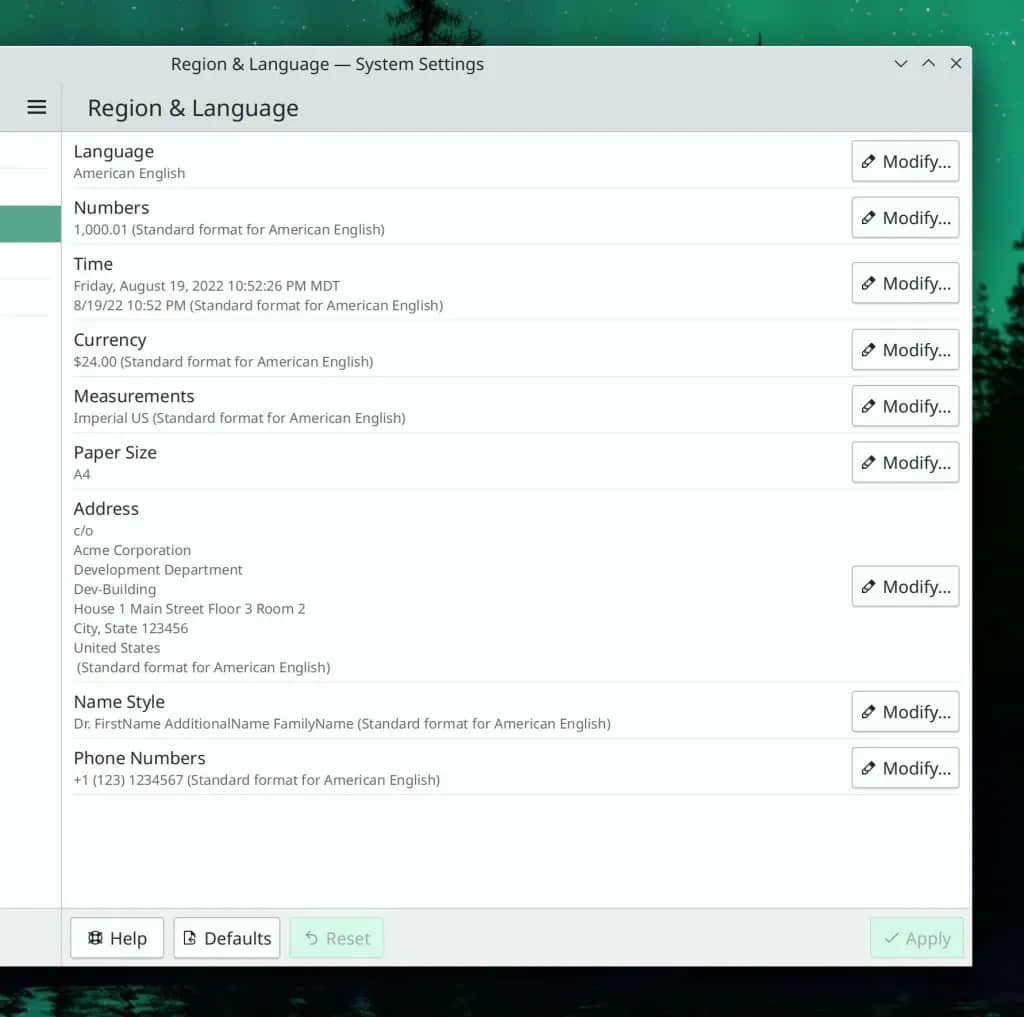 Region & Language — System Settings
Region & Language
Language
American English
Modify...
Numbers
1,000.01 (Standard format for American English)
Modify...
Time
Friday, August 19, 2022 10:52:26 PM MDT
8/19/22 10:52 PM (Standard format for American English)
Modify...
Currency
$24.00 (Standard format for American English)
Modify...
Measurements
Imperial US (Standard format for American English)
Modify...
Paper Size
A4
Modify...
Address
c/o
Acme Corporation
Development Department
Dev-Building
House 1 Main Street Floor 3 Room 2
City, State 123456
United States
(Standard format for American English)
Modify...
Name Style
Dr. FirstName AdditionalName FamilyName (Standard format for American English)
Modify...
Phone Numbers
+1 (123) 1234567 (Standard format for American English)
Modify...
Help
Defaults
Reset
Apply